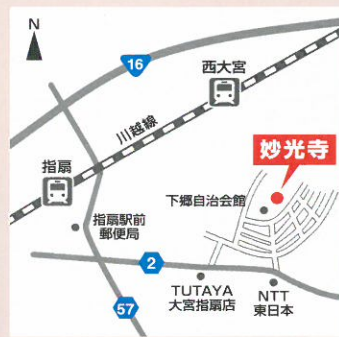 N
16
西大宮
川越線
妙光寺
指扇
下郷自治会館
指扇駅前
郵便局
2
TUTAYA
大宮指扇店
NTT
東日本
57